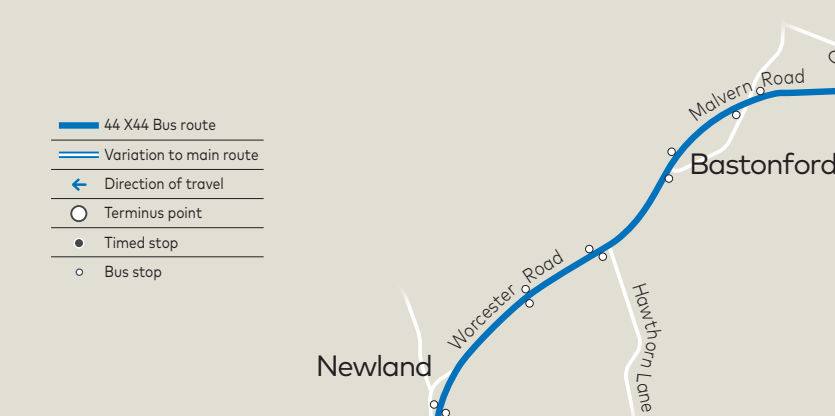 44 X44 Bus route
Variation to main route
Direction of travel
Terminus point
Timed stop
Bus stop
Malvern Road
Bastonford
Worcester Road
Hawthorn Lane
Newland